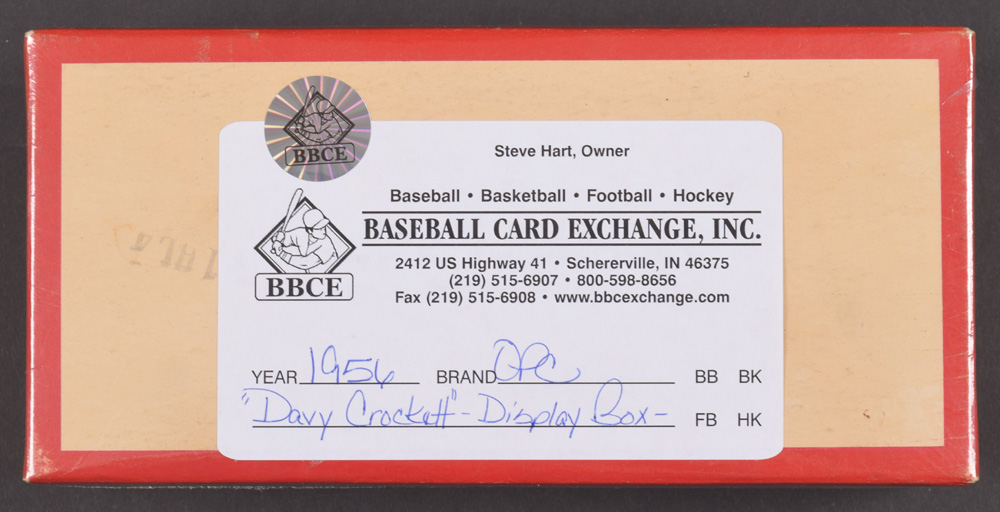 BBCE
Steve Hart, Owner
Baseball • Basketball • Football • Hockey
BASEBALL CARD EXCHANGE, INC.
2412 US Highway 41 • Schererville, IN 46375
(219) 515-6907 • 800-598-8656
Fax (219) 515-6908 • www.bbcexchange.com
BBCE
YEAR 1956 BRAND OPC BB BK
"Davy Crockett" - Display Box - FB HK